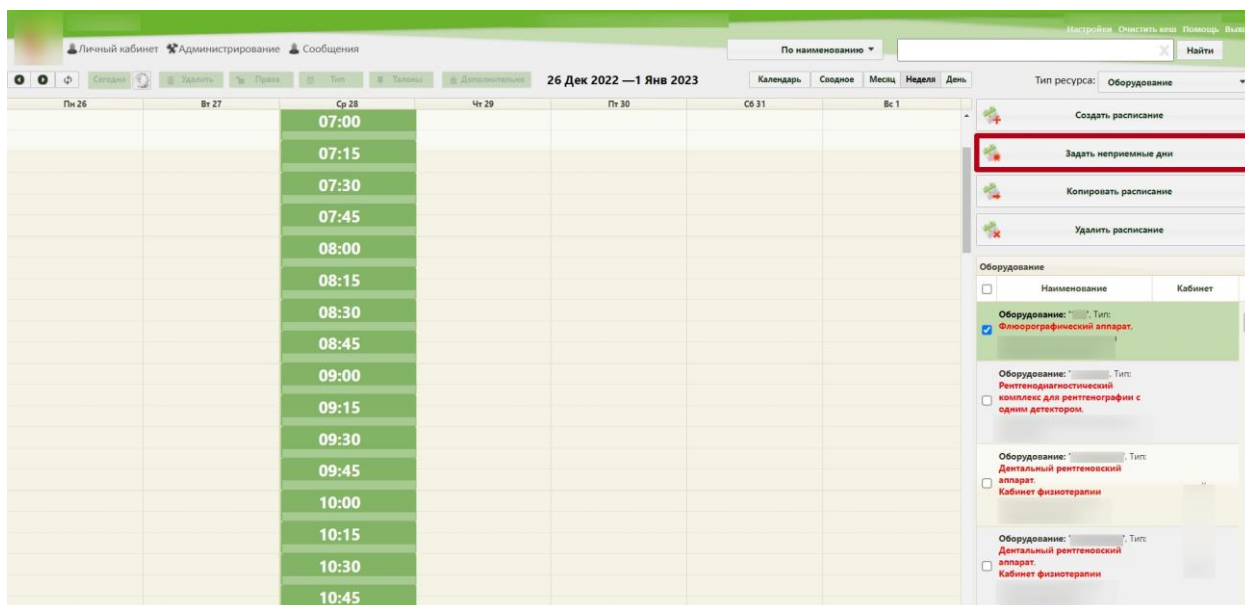 Настройки Очистить кеш Помощь
Личный кабинет Администрирование Сообщения
По наименованию
Найти
Сегодня Удалить Права Тип Талоны Дополнительно
26 Дек 2022 —1 Янв 2023
Календарь Сводное Месяц Неделя День
Тип ресурса: Оборудование
Пн 26 Вт 27 Ср 28 Чт 29 Пт 30 Сб 31 Вс 1
07:00
07:15
07:30
07:45
08:00
08:15
08:30
08:45
09:00
09:15
09:30
09:45
10:00
10:15
10:30
10:45
Создать расписание
Задать неприемные дни
Копировать расписание
Удалить расписание
Оборудование
Наименование Кабинет
Оборудование: " ". Тип:
Флюорографический аппарат.
Оборудование: " . Тип:
Рентгенодиагностический
комплекс для рентгенографии с
одним детектором.
Оборудование: " ". Тип:
Дентальный рентгеновский
аппарат.
Кабинет физиотерапии
Оборудование: " ". Тип:
Дентальный рентгеновский
аппарат.
Кабинет физиотерапии